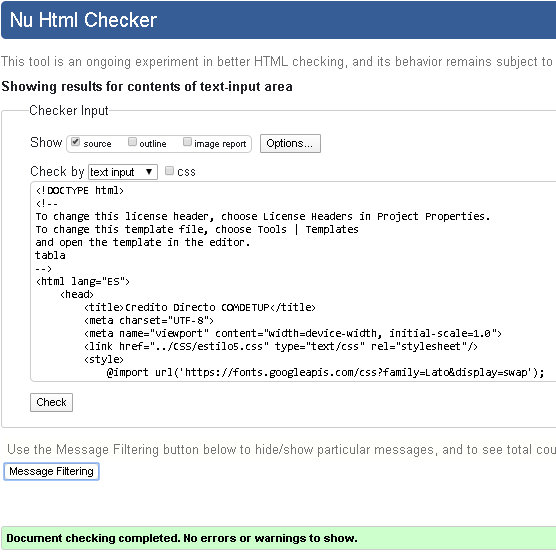 Nu Html Checker
This tool is an ongoing experiment in better HTML checking, and its behavior remains subject to
Showing results for contents of text-input area
Checker Input
Show source outline image report Options...
Check by text input css
<!DOCTYPE html>
<!--
To change this license header, choose License Headers in Project Properties.
To change this template file, choose Tools | Templates
and open the template in the editor.
tabla
-->
<html lang="ES">
<head>
<title>Credito Directo COMDETUP</title>
<meta charset="UTF-8">
<meta name="viewport" content="width=device-width, initial-scale=1.0">
<link href="../CSS/estilo5.css" type="text/css" rel="stylesheet"/>
<style>
@import url('https://fonts.googleapis.com/css?family=Lato&display=swap');
Check
Use the Message Filtering button below to hide/show particular messages, and to see total cou
Message Filtering
Document checking completed. No errors or warnings to show.